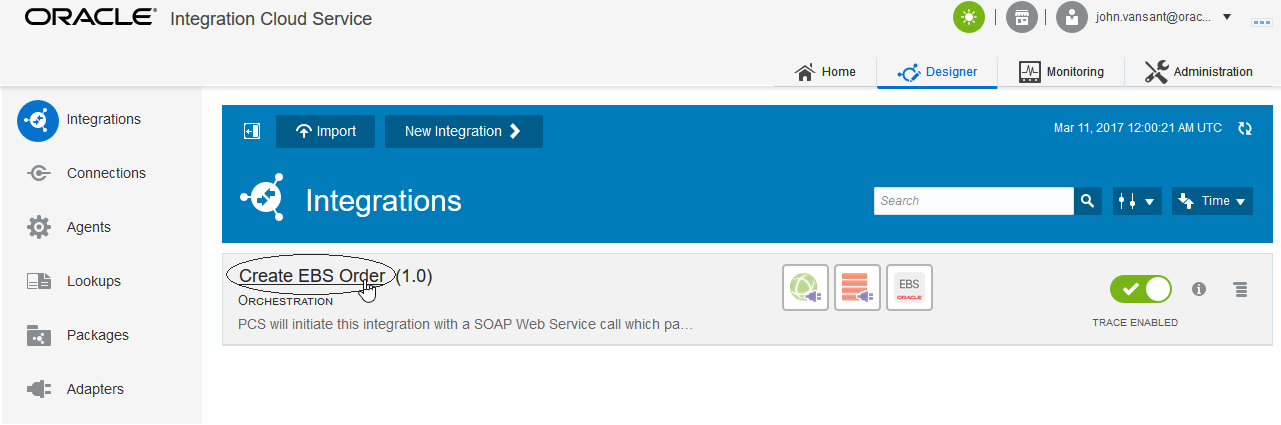 ORACLE® Integration Cloud Service
john.vansant@orac...
Home Designer Monitoring Administration
Integrations
Connections
Agents
Lookups
Packages
Adapters
Import New Integration
Mar 11, 2017 12:00:21 AM UTC
Integrations
Search
Time
Create EBS Order (1.0)
ORCHESTRATION
PCS will initiate this integration with a SOAP Web Service call which pa...
EBS
ORACLE
TRACE ENABLED